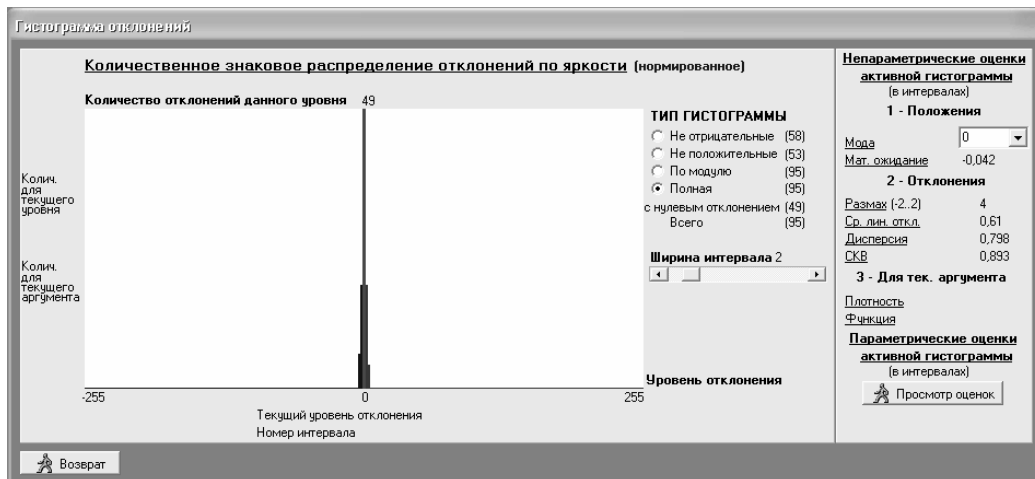 Гистограмма отклонений
Количественное знаковое распределение отклонений по яркости (нормированное)
Количество отклонений данного уровня 49
Колич.
для
текущего
уровня
Колич.
для
текущего
аргумента
-255 0 255
Уровень отклонения
Текущий уровень отклонения
Номер интервала
ТИП ГИСТОГРАММЫ
Не отрицательные (58)
Не положительные (53)
По модулю (95)
Полная (95)
с нулевым отклонением (49)
Всего (95)
Ширина интервала 2
Непараметрические оценки
активной гистограммы
(в интервалах)
1 - Положения
Мода 0
Мат. ожидание -0,042
2 - Отклонения
Размах (-2..2) 4
Ср. лин. откл. 0,61
Дисперсия 0,798
СКВ 0,893
3 - Для тек. аргумента
Плотность
Функция
Параметрические оценки
активной гистограммы
(в интервалах)
Просмотр оценок
Возврат